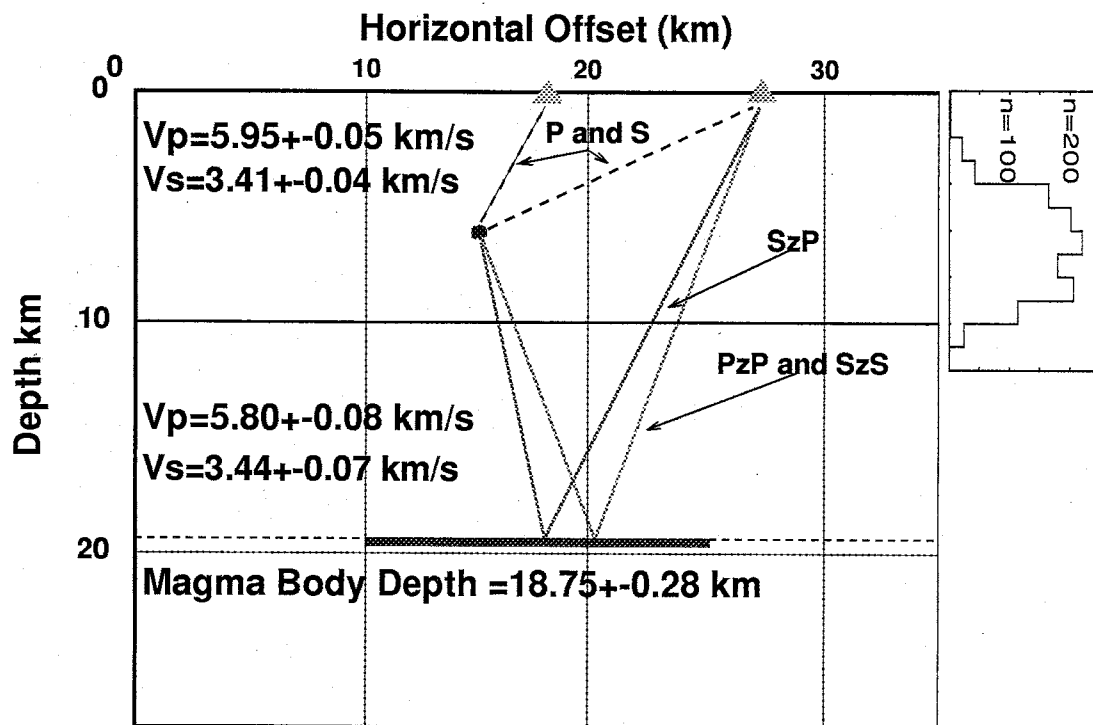 Horizontal Offset (km)
0
10
20
30
0
Vp=5.95+-0.05 km/s
P and S
Vs=3.41+-0.04 km/s
n=100
n=200
SzP
Depth km
10
PzP and SzS
Vp=5.80+-0.08 km/s
Vs=3.44+-0.07 km/s
20
Magma Body Depth =18.75+-0.28 km